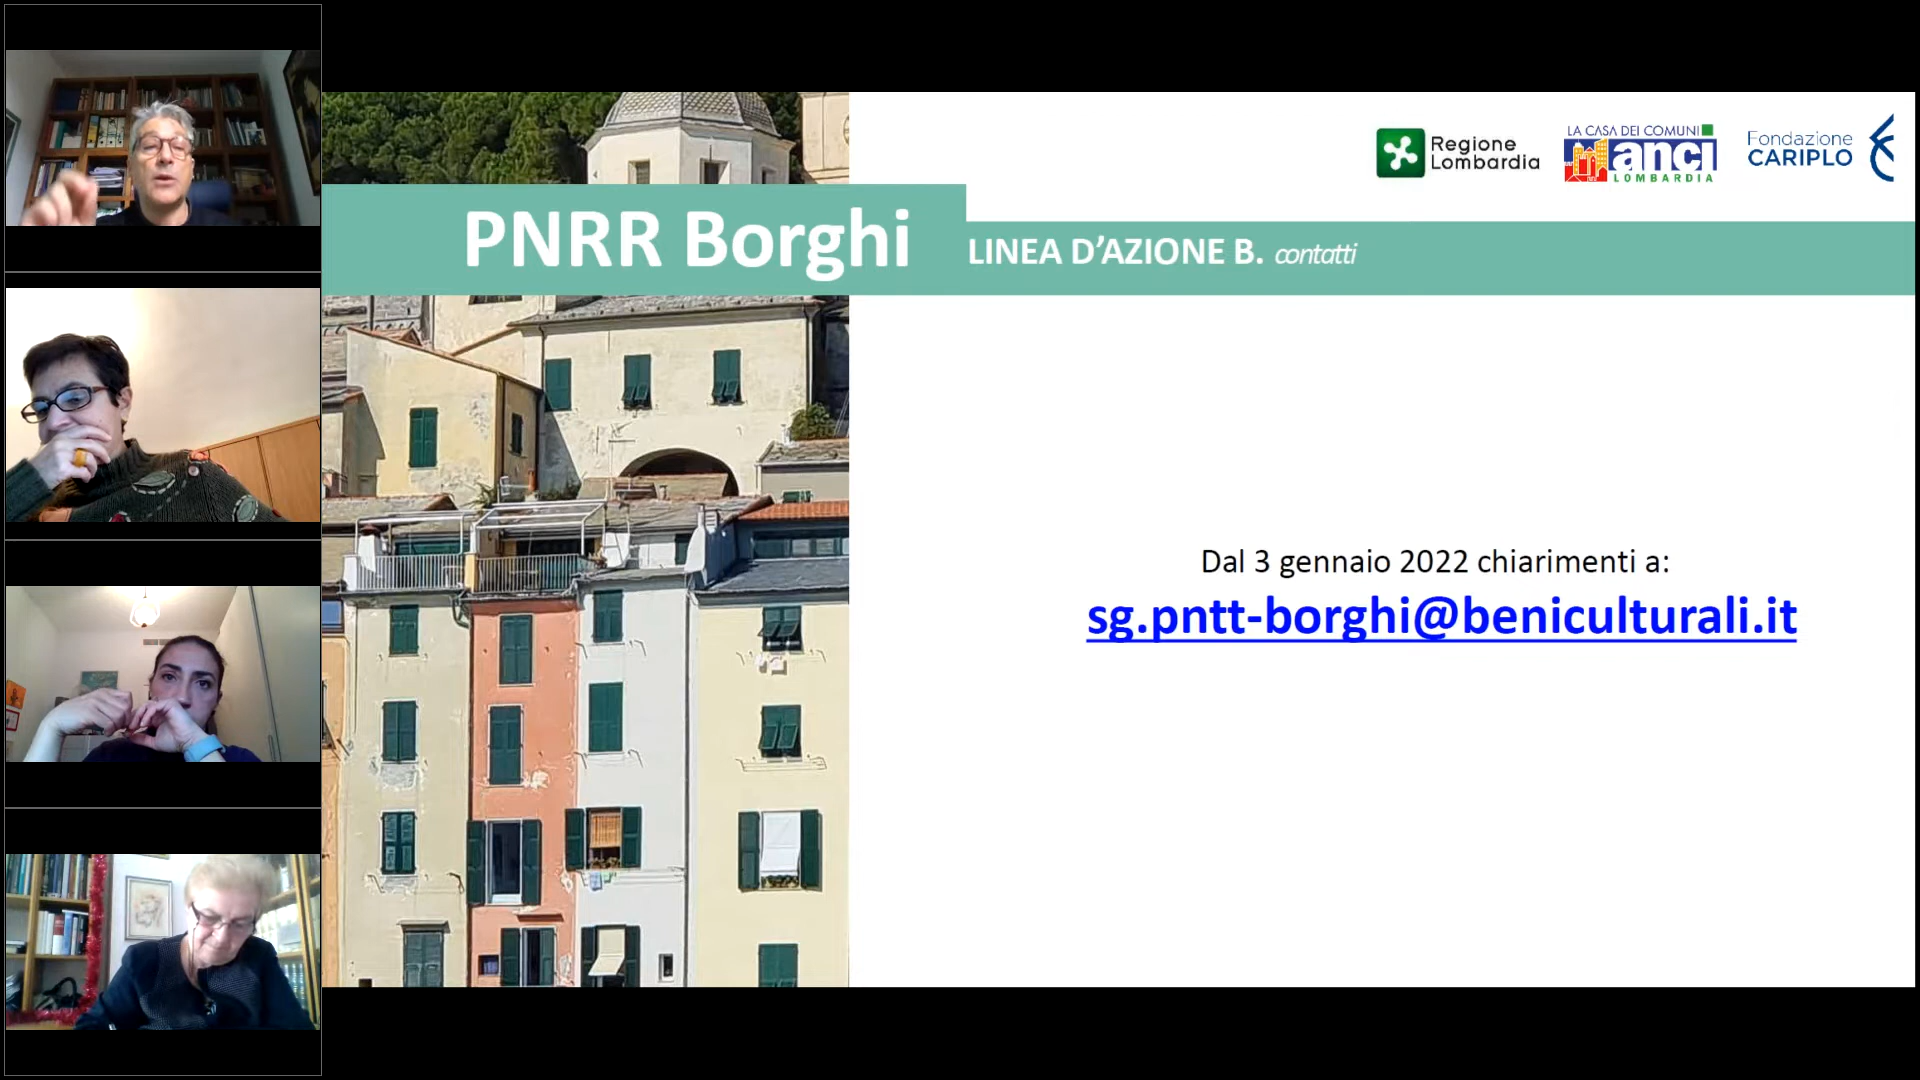 Regione
Lombardia
LA CASA DEI COMUNI
anci
LOMBARDIA
Fondazione
CARIPLO
PNRR Borghi
LINEA D'AZIONE B. contatti
Dal 3 gennaio 2022 chiarimenti a:
sg.pntt-borghi@beniculturali.it